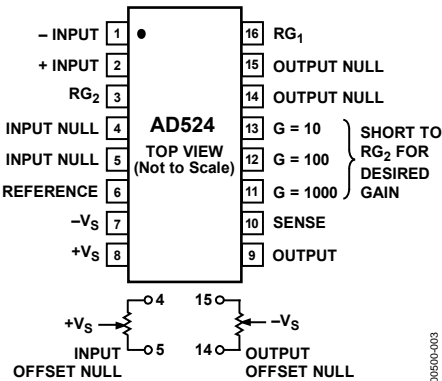 – INPUT 1
+ INPUT 2
RG2 3
INPUT NULL 4
INPUT NULL 5
REFERENCE 6
–VS 7
+VS 8
AD524
TOP VIEW
(Not to Scale)
16 RG1
15 OUTPUT NULL
14 OUTPUT NULL
13 G = 10
12 G = 100
11 G = 1000
10 SENSE
9 OUTPUT
SHORT TO
RG2 FOR
DESIRED
GAIN
4
+VS
5
INPUT
OFFSET NULL
15
–VS
14
OUTPUT
OFFSET NULL
00500-003